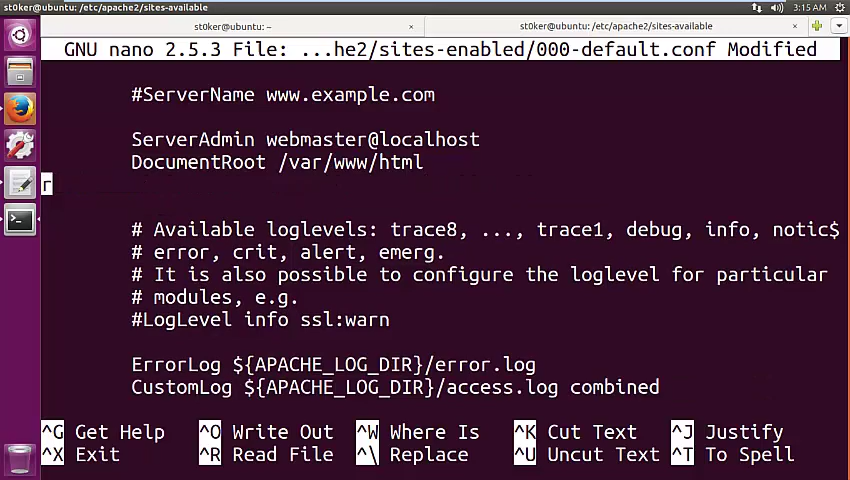 st0ker@ubuntu: /etc/apache2/sites-available
3:15 AM
st0ker@ubuntu: ~ × st0ker@ubuntu: /etc/apache2/sites-available ×
GNU nano 2.5.3 File: ...he2/sites-enabled/000-default.conf Modified
#ServerName www.example.com
ServerAdmin webmaster@localhost
DocumentRoot /var/www/html
r
# Available loglevels: trace8, ..., trace1, debug, info, notic$
# error, crit, alert, emerg.
# It is also possible to configure the loglevel for particular
# modules, e.g.
#LogLevel info ssl:warn
ErrorLog ${APACHE_LOG_DIR}/error.log
CustomLog ${APACHE_LOG_DIR}/access.log combined
^G Get Help ^O Write Out ^W Where Is ^K Cut Text ^J Justify
^X Exit ^R Read File ^\ Replace ^U Uncut Text ^T To Spell